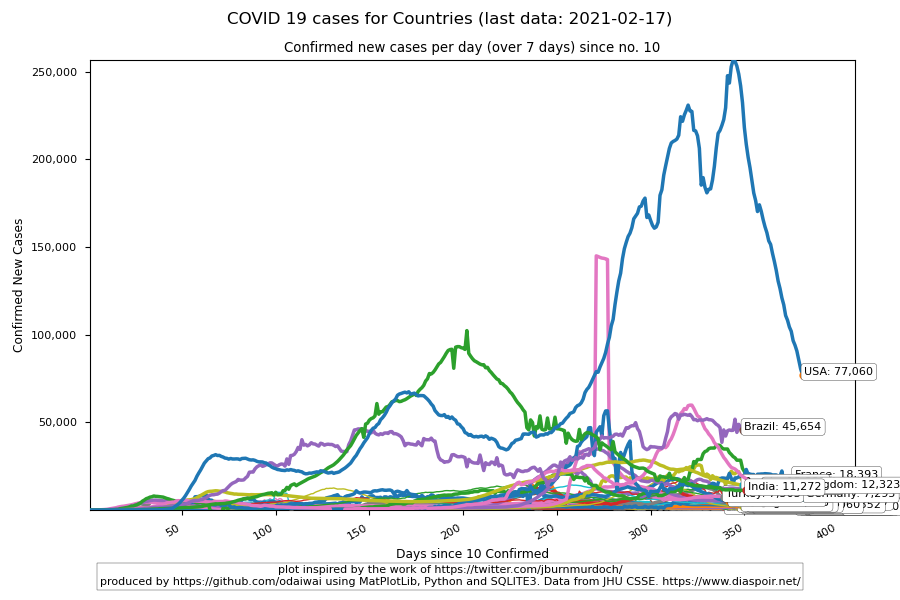 COVID 19 cases for Countries (last data: 2021-02-17)
Confirmed new cases per day (over 7 days) since no. 10
250,000
200,000
150,000
100,000
50,000
Confirmed New Cases
USA: 77,060
Brazil: 45,654
France: 18,393
India: 11,272
gdom: 12,323
50
100
150
200
250
300
350
400
Days since 10 Confirmed
plot inspired by the work of https://twitter.com/jburnmurdoch/
produced by https://github.com/odaiwai using MatPlotLib, Python and SQLITE3. Data from JHU CSSE. https://www.diaspoir.net/